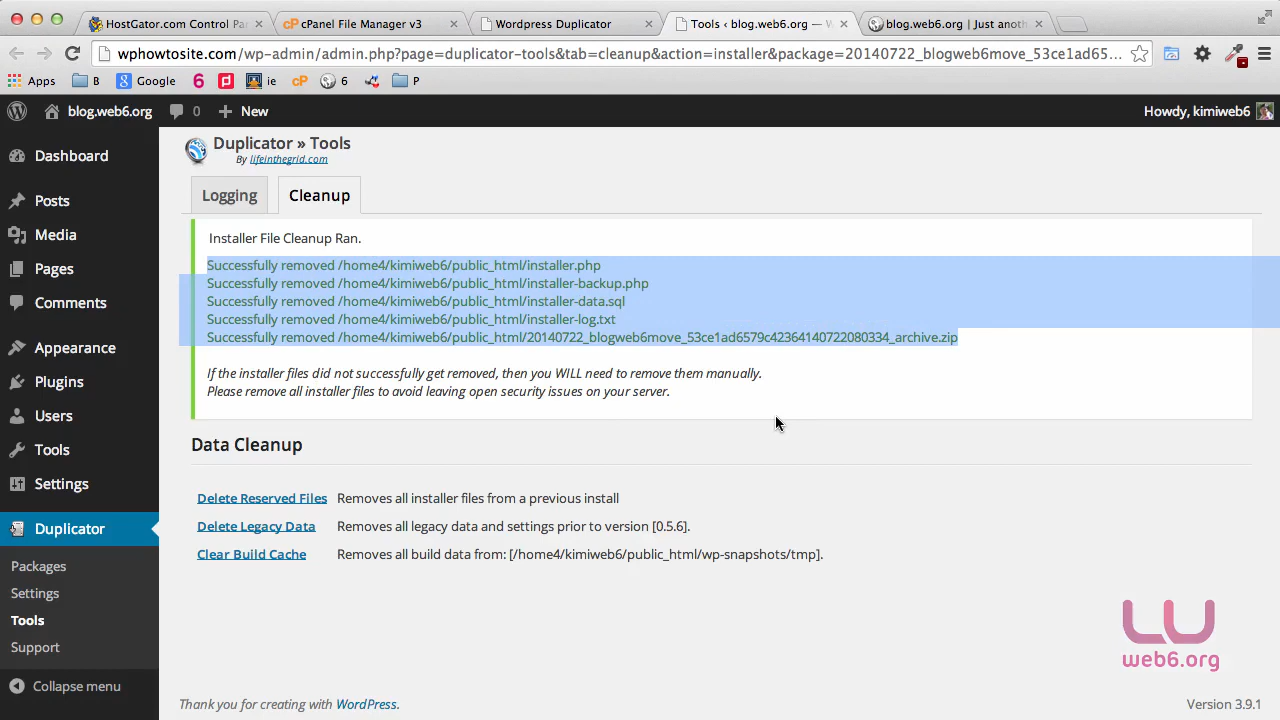 HostGator.com Control Pa
cPanel File Manager v3
Wordpress Duplicator
Tools ‹ blog.web6.org — W
blog.web6.org | Just anoth
wphowtosite.com/wp-admin/admin.php?page=duplicator-tools&tab=cleanup&action=installer&package=20140722_blogweb6move_53ce1ad65...
Apps
B
Google
6
ie
cP
6
P
blog.web6.org
0
New
Howdy, kimiweb6
Dashboard
Posts
Media
Pages
Comments
Appearance
Plugins
Users
Tools
Settings
Duplicator
Packages
Settings
Tools
Support
Collapse menu
Duplicator » Tools
By lifeinthegrid.com
Logging
Cleanup
Installer File Cleanup Ran.
Successfully removed /home4/kimiweb6/public_html/installer.php
Successfully removed /home4/kimiweb6/public_html/installer-backup.php
Successfully removed /home4/kimiweb6/public_html/installer-data.sql
Successfully removed /home4/kimiweb6/public_html/installer-log.txt
Successfully removed /home4/kimiweb6/public_html/20140722_blogweb6move_53ce1ad6579c42364140722080334_archive.zip
If the installer files did not successfully get removed, then you WILL need to remove them manually.
Please remove all installer files to avoid leaving open security issues on your server.
Data Cleanup
Delete Reserved Files Removes all installer files from a previous install
Delete Legacy Data Removes all legacy data and settings prior to version [0.5.6].
Clear Build Cache Removes all build data from: [/home4/kimiweb6/public_html/wp-snapshots/tmp].
web6.org
Thank you for creating with WordPress.
Version 3.9.1